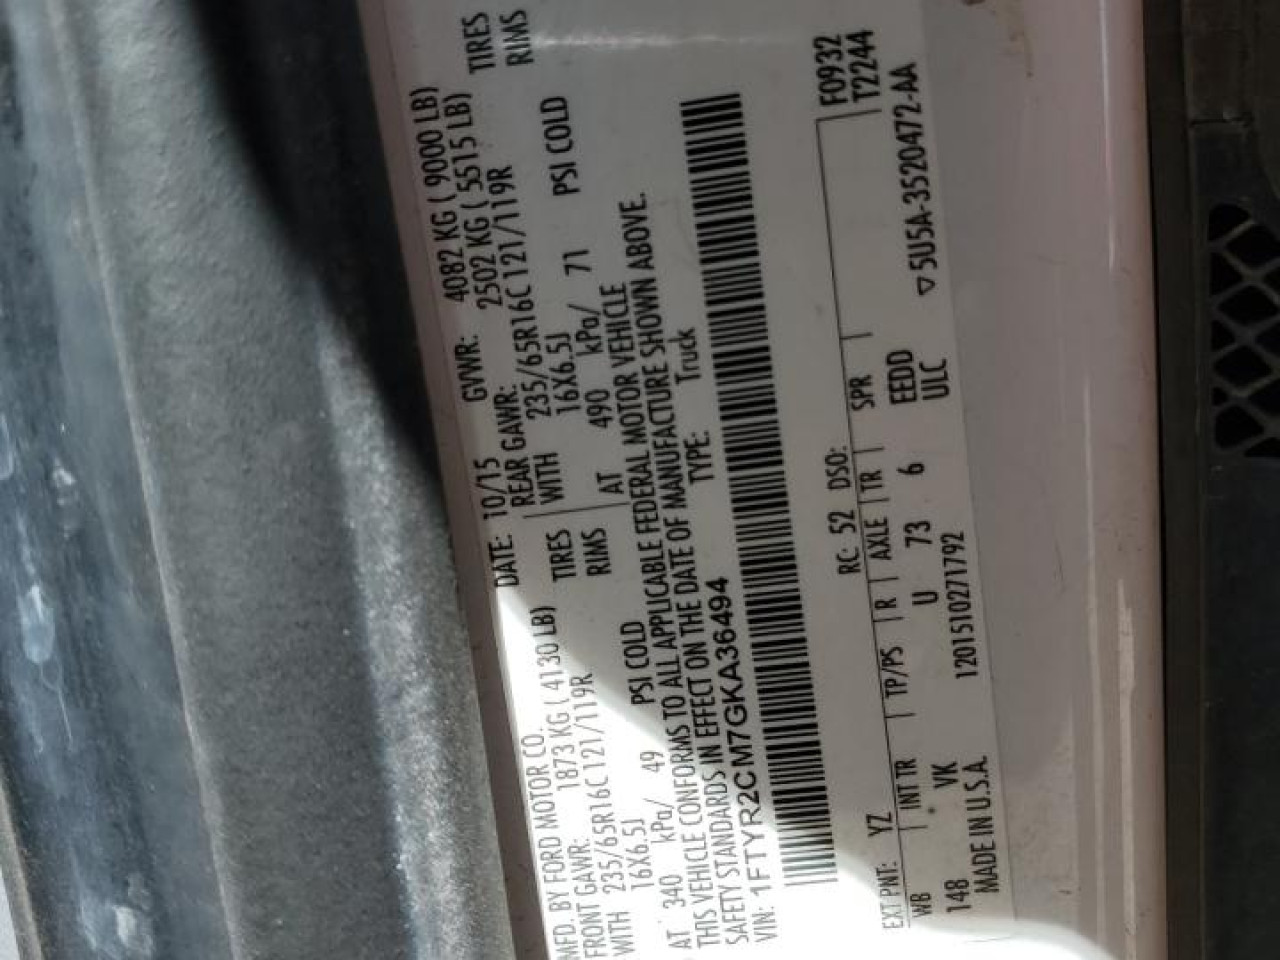 MFD. BY FORD MOTOR CO. DATE: 10/15 GVWR: 4082 KG ( 9000 LB)
FRONT GAWR: 1873 KG ( 4130 LB) REAR GAWR: 2502 KG ( 5515 LB)
WITH 235/65R16C 121/119R TIRES WITH 235/65R16C 121/119R TIRES
16X6.5J RIMS 16X6.5J RIMS
AT 340 kPa/ 49 PSI COLD AT 490 kPa/ 71 PSI COLD
THIS VEHICLE CONFORMS TO ALL APPLICABLE FEDERAL MOTOR VEHICLE
SAFETY STANDARDS IN EFFECT ON THE DATE OF MANUFACTURE SHOWN ABOVE.
VIN: 1FTYR2CM7GKA36494 TYPE: Truck
EXT PNT: YZ RC: 52 DSO: F0932
WB INT TR TP/PS R AXLE TR SPR T2244
148 VK U 73 6 EEDD
MADE IN U.S.A. 1201510271792 ULC ▽5U5A-3520472-AA